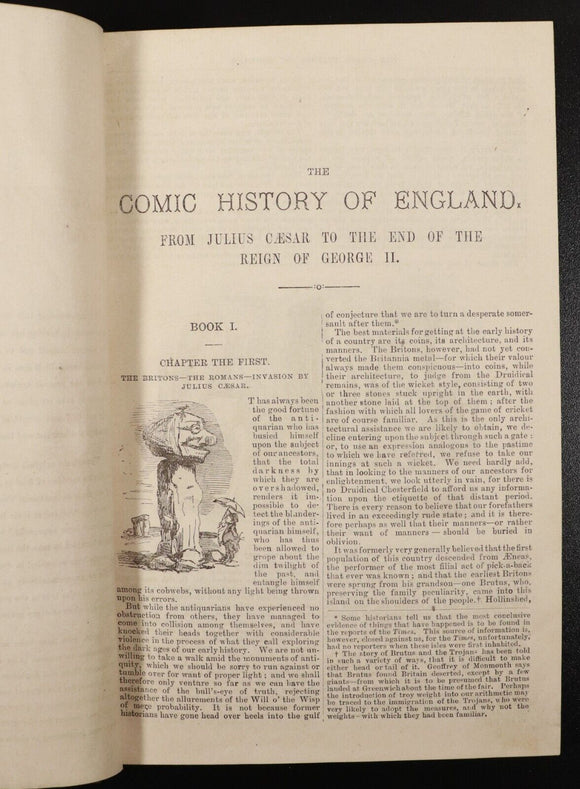 THE
COMIC HISTORY OF ENGLAND.
FROM JULIUS CÆSAR TO THE END OF THE
REIGN OF GEORGE II.
BOOK I.
CHAPTER THE FIRST.
THE BRITONS—THE ROMANS—INVASION BY
JULIUS CÆSAR.
T has always been
the good fortune
of the anti-
quarian who has
busied himself
upon the subject
of our ancestors,
that the total
darkness by
which they are
overshadowed,
renders it im-
possible to de-
tect the blunder-
ings of the anti-
quarian himself,
who has thus
been allowed to
grope about the
dim twilight of
the past, and
entangle himself
among its cobwebs, without any light being thrown
upon his errors.
But while the antiquarians have experienced no
obstruction from others, they have managed to
come into collision among themselves, and have
knocked their heads together with considerable
violence in the process of what they call exploring
the dark ages of our early history. We are not un-
willing to take a walk amid the monuments of anti-
quity, which we should be sorry to run against or
tumble over for want of proper light; and we shall
therefore only venture so far as we can have the
assistance of the bull's-eye of truth, rejecting
altogether the allurements of the Will o' the Wisp
of mere probability. It is not because former
historians have gone head over heels into the gulf
of conjecture that we are to turn a desperate somer-
sault after them.*
The best materials for getting at the early history
of a country are its coins, its architecture, and its
manners. The Britons, however, had not yet con-
verted the Britannia metal—for which their valour
always made them conspicuous—into coins, while
their architecture, to judge from the Druidical
remains, was of the wicket style, consisting of two
or three stones stuck upright in the earth, with
another stone laid at the top of them; after the
fashion with which all lovers of the game of cricket
are of course familiar. As this is the only archi-
tectural assistance we are likely to obtain, we de-
cline entering upon the subject through such a gate;
or, to use an expression analogous to the pastime
to which we have referred, we refuse to take our
innings at such a wicket. We need hardly add,
that in looking to the manners of our ancestors for
enlightenment, we look utterly in vain, for there is
no Druidical Chesterfield to afford us any informa-
tion upon the etiquette of that distant period.
There is every reason to believe that our forefathers
lived in an exceedingly rude state; and it is there-
fore perhaps as well that their manners—or rather
their want of manners—should be buried in
oblivion.
It was formerly very generally believed that the first
population of this country descended from Æneas,
the performer of the most filial act of pick-a-back
that ever was known; and that the earliest Britons
were sprung from his grandson—one Brutus, who,
preserving the family peculiarity, came into this
island on the shoulders of the people.† Hollinshed,
* Some historians tell us that the most conclusive
evidence of things that have happened is to be found in
the reports of the Times. This source of information is,
however, closed against us, for the Times, unfortunately,
had no reporters when these isles were first inhabited.
† The story of Brutus and the Trojans has been told
in such a variety of ways, that it is difficult to make
either head or tail of it. Geoffrey of Monmouth says
that Brutus found Britain deserted, except by a few
giants—from which it is to be presumed that Brutus
landed at Greenwich about the time of the fair. Perhaps
the introduction of troy weight into our arithmetic may
be traced to the immigration of the Trojans, who were
very likely to adopt the measures, and why not the
weights—with which they had been familiar.